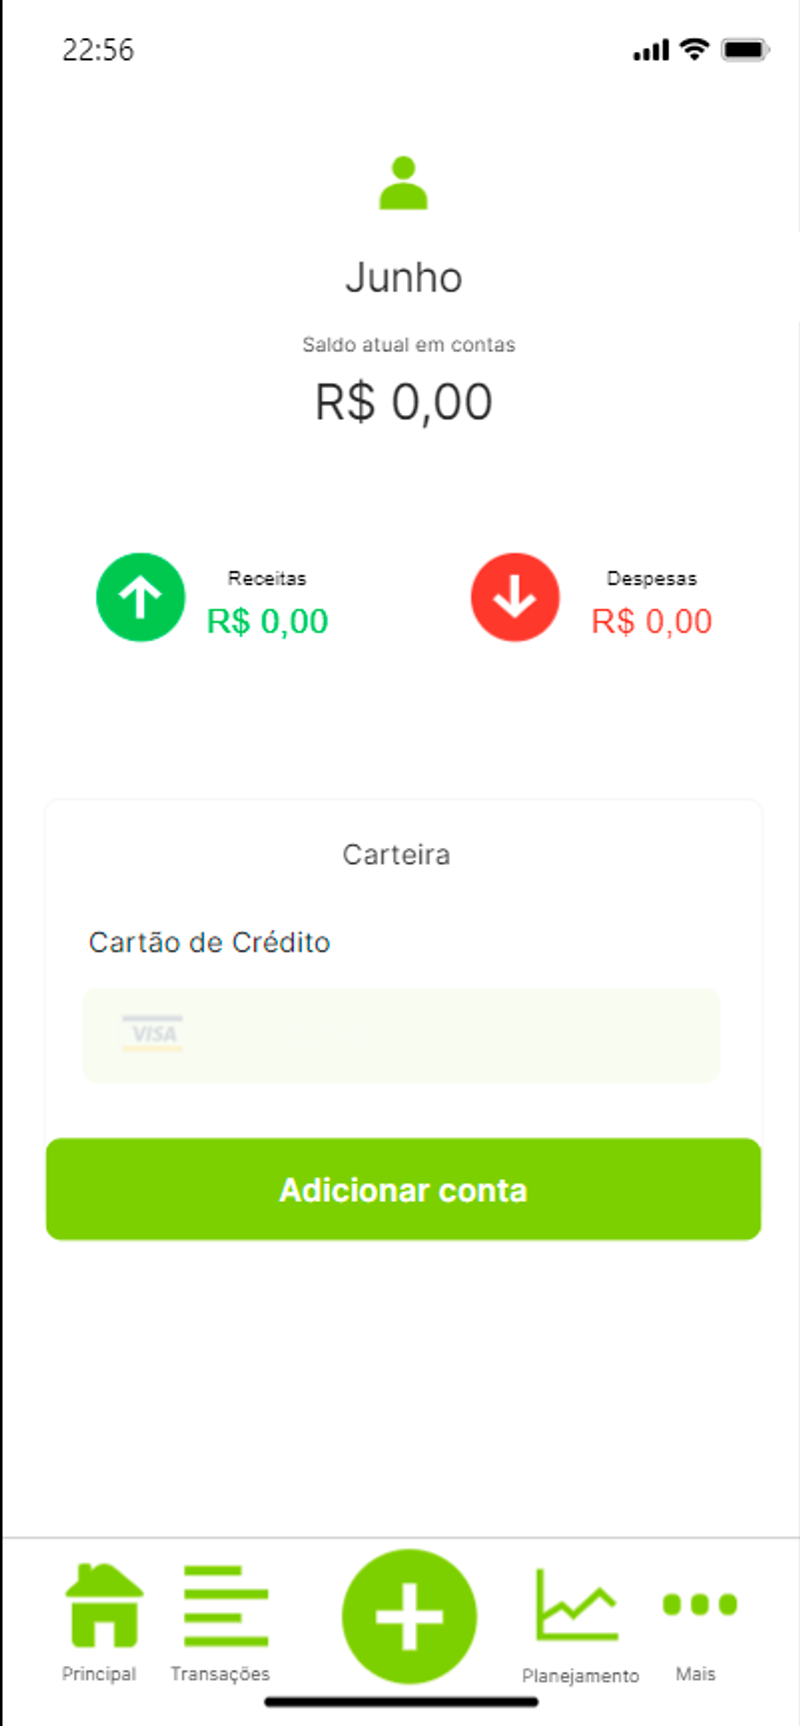 22:56
Junho
Saldo atual em contas
R$ 0,00
Receitas
R$ 0,00
Despesas
R$ 0,00
Carteira
Cartão de Crédito
VISA
Adicionar conta
Principal
Transações
Planejamento
Mais